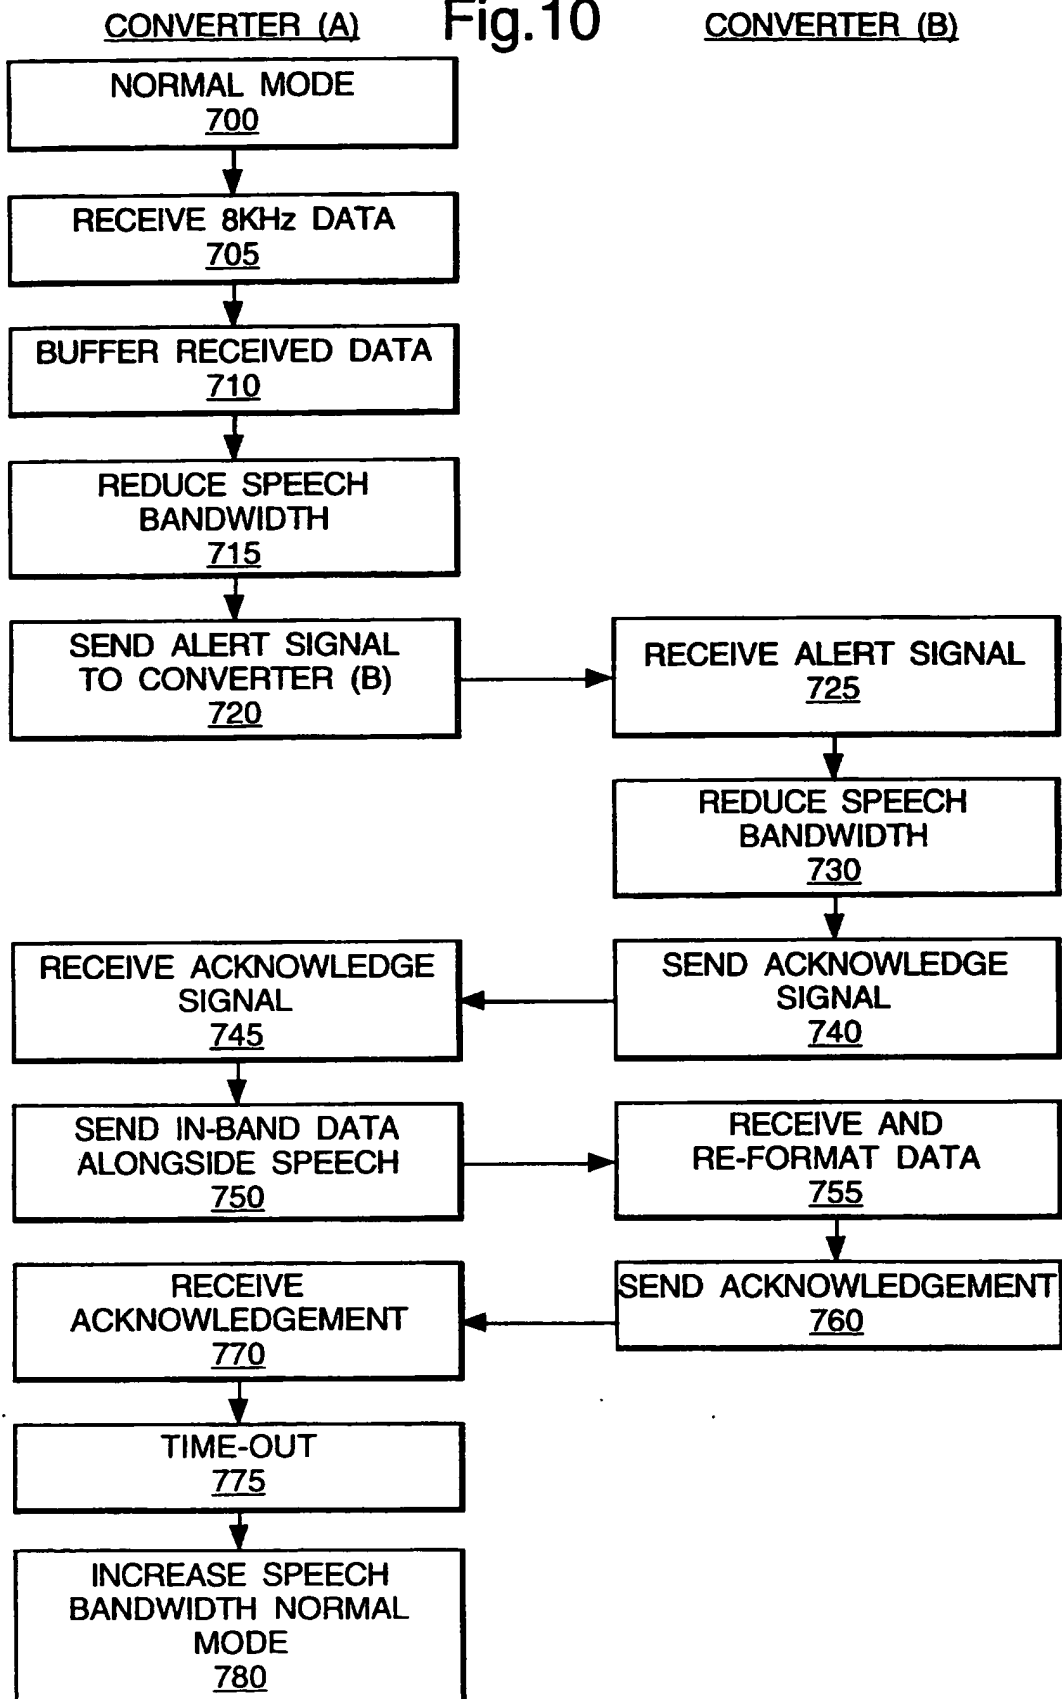 Fig.10
CONVERTER (A)
CONVERTER (B)
NORMAL MODE
700
RECEIVE 8KHz DATA
705
BUFFER RECEIVED DATA
710
REDUCE SPEECH
BANDWIDTH
715
SEND ALERT SIGNAL
TO CONVERTER (B)
720
RECEIVE ALERT SIGNAL
725
REDUCE SPEECH
BANDWIDTH
730
SEND ACKNOWLEDGE
SIGNAL
740
RECEIVE ACKNOWLEDGE
SIGNAL
745
SEND IN-BAND DATA
ALONGSIDE SPEECH
750
RECEIVE AND
RE-FORMAT DATA
755
SEND ACKNOWLEDGEMENT
760
RECEIVE
ACKNOWLEDGEMENT
770
TIME-OUT
775
INCREASE SPEECH
BANDWIDTH NORMAL
MODE
780